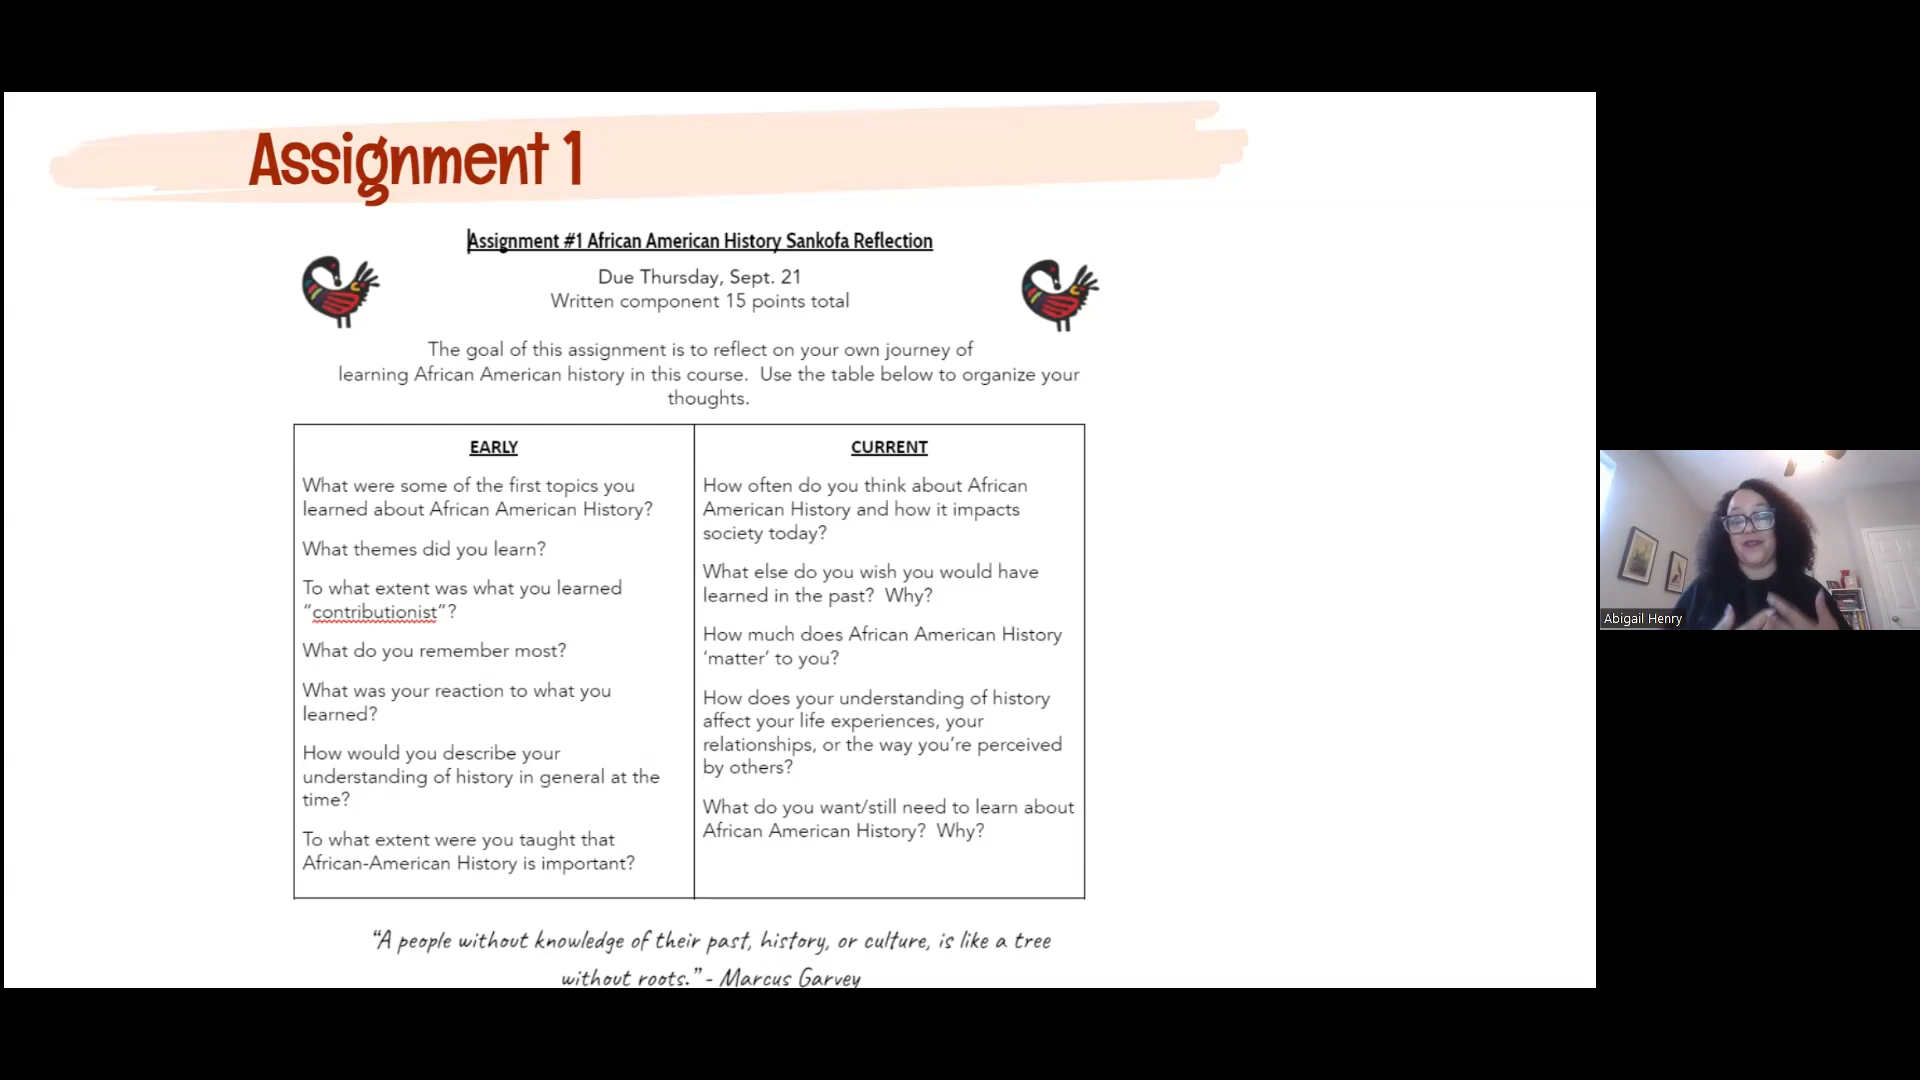 Assignment 1
Assignment #1 African American History Sankofa Reflection
Due Thursday, Sept. 21
Written component 15 points total
The goal of this assignment is to reflect on your own journey of
learning African American history in this course.  Use the table below to organize your
thoughts.
EARLY
What were some of the first topics you
learned about African American History?
What themes did you learn?
To what extent was what you learned
“contributionist”?
What do you remember most?
What was your reaction to what you
learned?
How would you describe your
understanding of history in general at the
time?
To what extent were you taught that
African-American History is important?
CURRENT
How often do you think about African
American History and how it impacts
society today?
What else do you wish you would have
learned in the past?  Why?
How much does African American History
‘matter’ to you?
How does your understanding of history
affect your life experiences, your
relationships, or the way you’re perceived
by others?
What do you want/still need to learn about
African American History?  Why?
“A people without knowledge of their past, history, or culture, is like a tree
without roots.” - Marcus Garvey
Abigail Henry